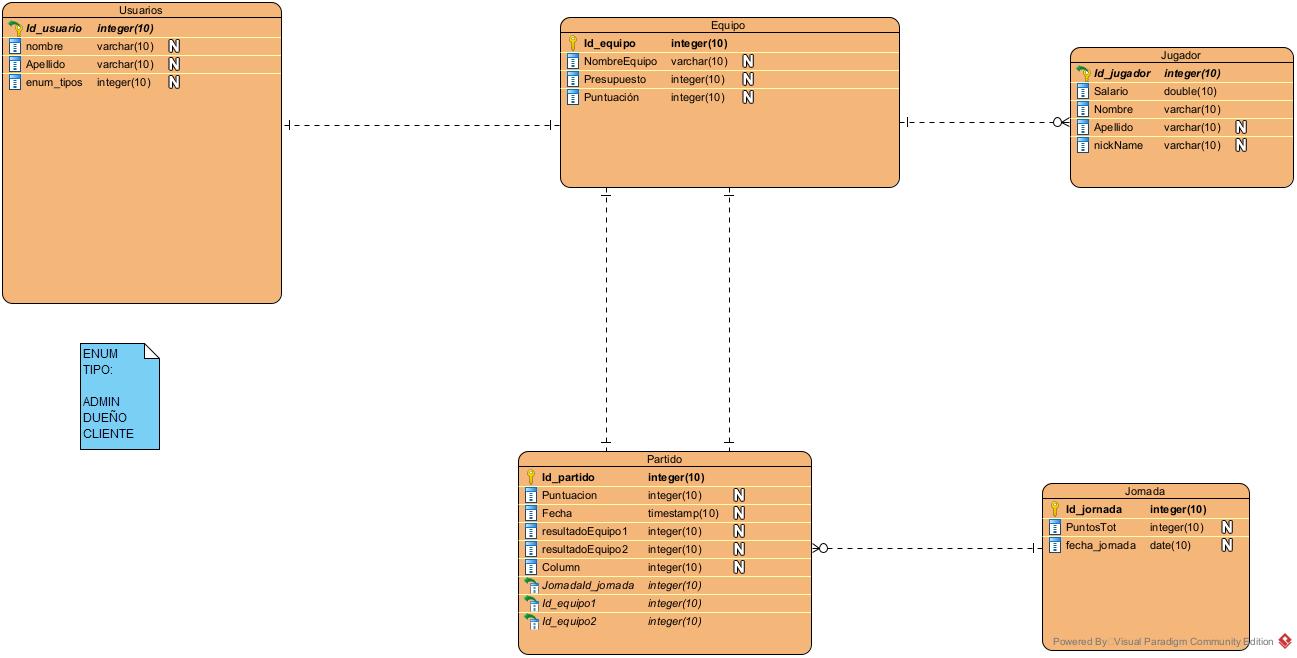 Usuarios
Id_usuario integer(10)
nombre varchar(10) N
Apellido varchar(10) N
enum_tipos integer(10) N
Equipo
Id_equipo integer(10)
NombreEquipo varchar(10) N
Presupuesto integer(10) N
Puntuación integer(10) N
Jugador
Id_jugador integer(10)
Salario double(10)
Nombre varchar(10)
Apellido varchar(10) N
nickName varchar(10) N
ENUM
TIPO:
ADMIN
DUEÑO
CLIENTE
Partido
Id_partido integer(10)
Puntuacion integer(10) N
Fecha timestamp(10) N
resultadoEquipo1 integer(10) N
resultadoEquipo2 integer(10) N
Column integer(10) N
JornadaId_jornada integer(10)
Id_equipo1 integer(10)
Id_equipo2 integer(10)
Jornada
Id_jornada integer(10)
PuntosTot integer(10) N
fecha_jornada date(10) N
Powered By Visual Paradigm Community Edition